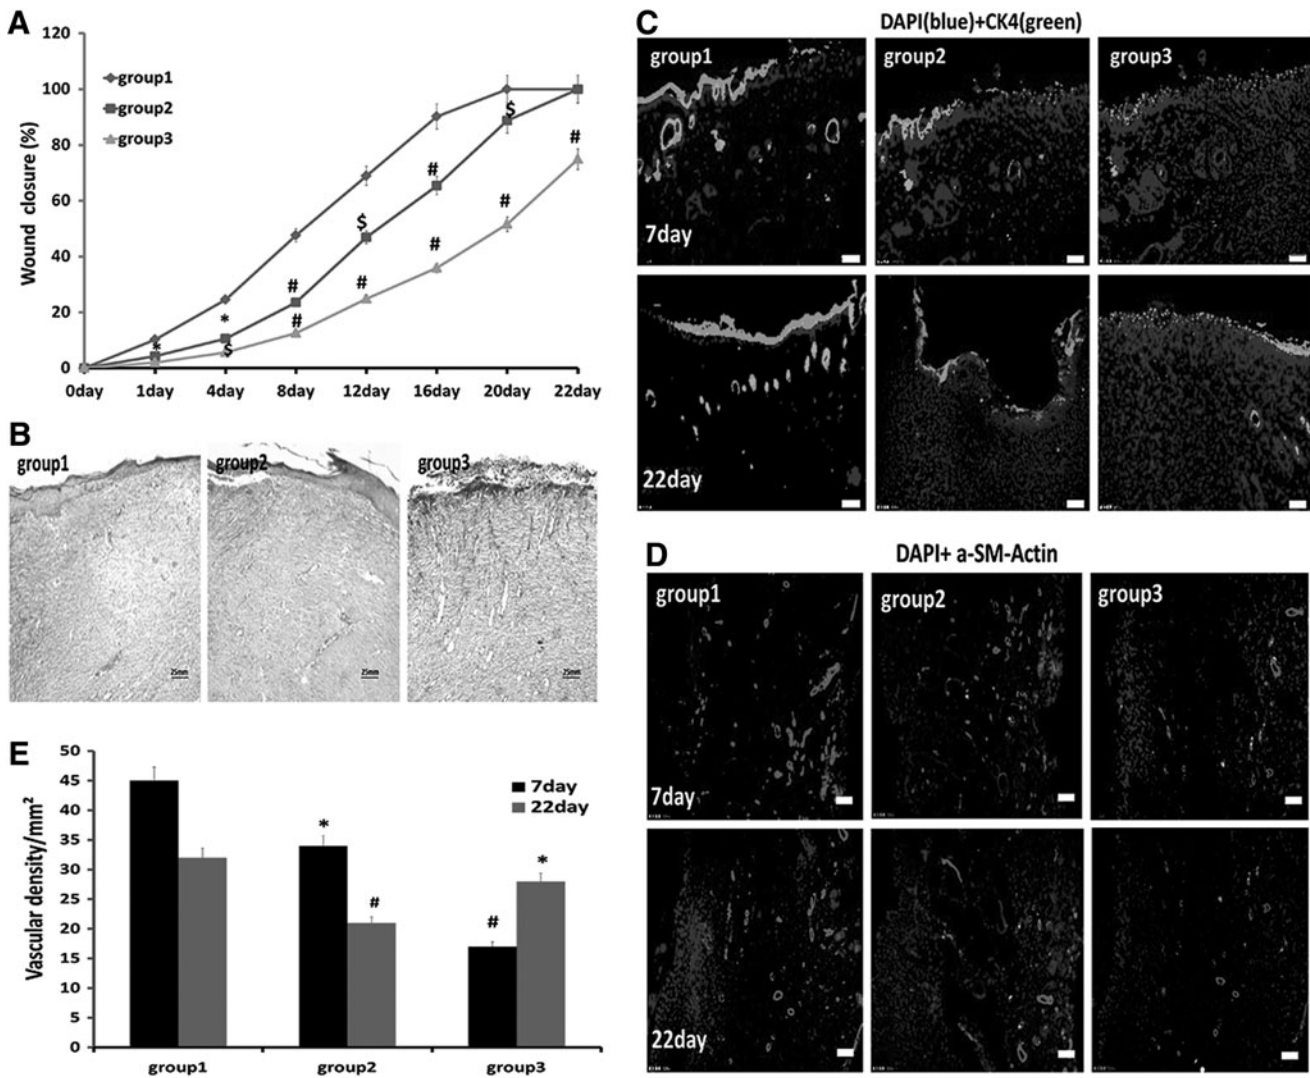 A
120
100
80
60
40
20
0
Wound closure (%)
group1
group2
group3
$
#
#
$
#
#
#
#
#
*
*
$
#
0day 1day 4day 8day 12day 16day 20day 22day
B
group1 group2 group3
25mm 25mm 25mm
C
DAPI(blue)+CK4(green)
group1 group2 group3
7day
22day
D
DAPI+ a-SM-Actin
group1 group2 group3
7day
22day
E
50
45
40
35
30
25
20
15
10
5
0
Vascular density/mm²
7day
22day
*
#
#
*
group1 group2 group3